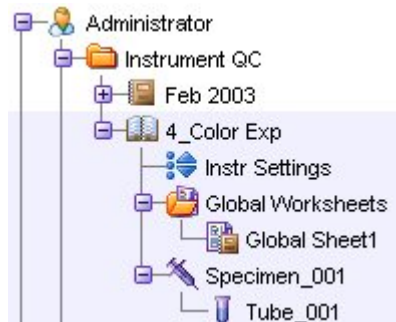 Administrator
Instrument QC
Feb 2003
4_Color Exp
Instr Settings
Global Worksheets
Global Sheet1
Specimen_001
Tube_001